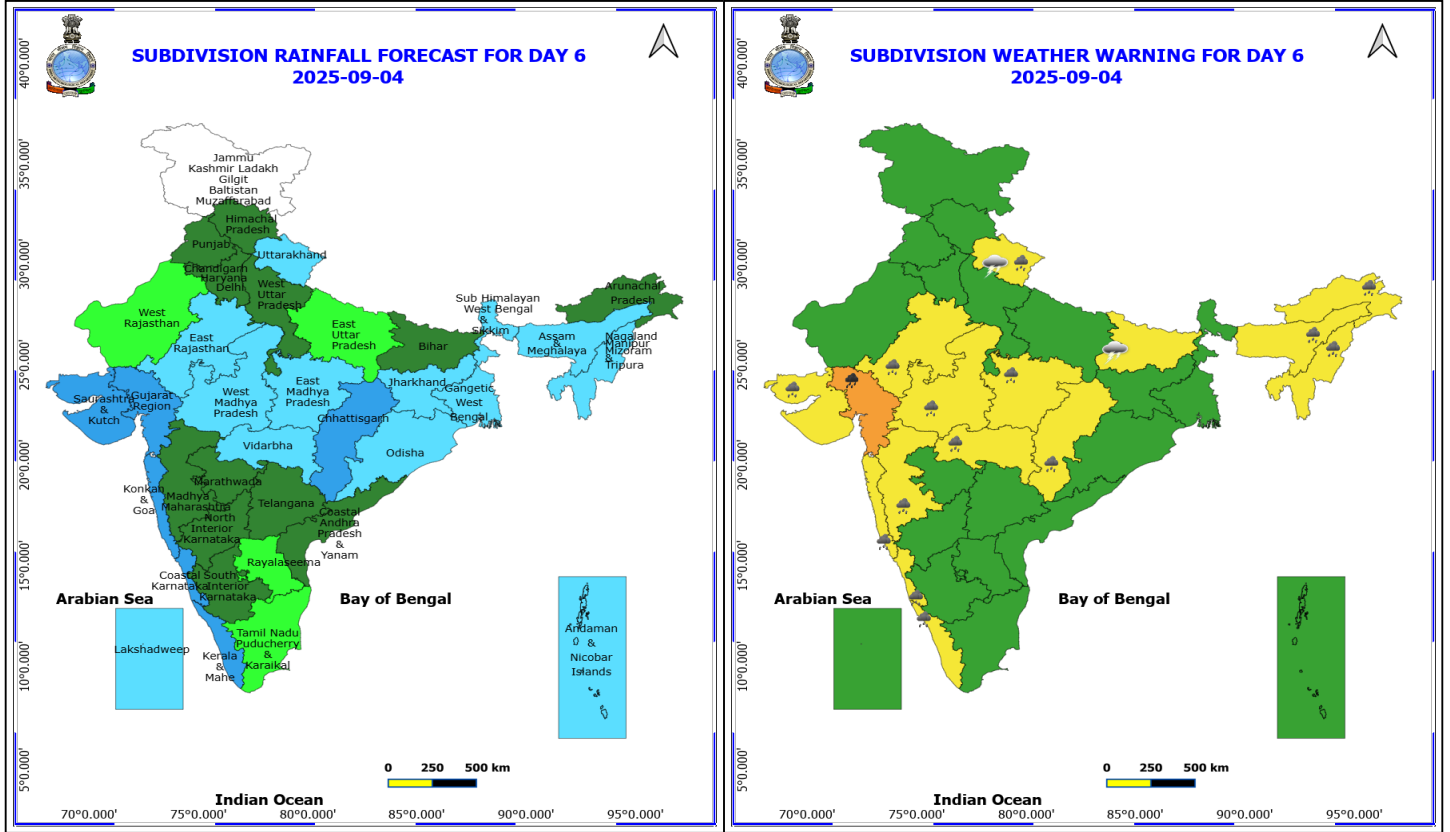 SUBDIVISION RAINFALL FORECAST FOR DAY 6
2025-09-04
40°0.000'
35°0.000'
30°0.000'
25°0.000'
20°0.000'
15°0.000'
10°0.000'
5°0.000'
Jammu
Kashmir Ladakh
Gilgit
Baltistan
Muzaffarabad
Himachal
Pradesh
Punjab
Uttarakhand
Chandigarh
Haryana
Delhi
West
Uttar
Pradesh
Arunachal
Pradesh
Sub Himalayan
West Bengal
&
Sikkim
West
Rajasthan
East
Uttar
Pradesh
East
Rajasthan
Bihar
Assam
&
Meghalaya
Nagaland
Manipur
Mizoram
&
Tripura
Saurashtra
&
Kutch
Gujarat
Region
West
Madhya
Pradesh
East
Madhya
Pradesh
Jharkhand
Gangetic
West
Bengal
Chhattisgarh
Vidarbha
Odisha
Konkan
&
Goa
Madhya
Maharashtra
Marathwada
Telangana
North
Interior
Karnataka
Coastal
Andhra
Pradesh
&
Yanam
Rayalaseema
Coastal
Karnataka
South
Interior
Karnataka
Arabian Sea
Bay of Bengal
Lakshadweep
Kerala
&
Mahe
Tamil Nadu
Puducherry
&
Karaikal
Andaman
&
Nicobar
Islands
0 250 500 km
Indian Ocean
70°0.000' 75°0.000' 80°0.000' 85°0.000' 90°0.000' 95°0.000'
SUBDIVISION WEATHER WARNING FOR DAY 6
2025-09-04
40°0.000'
35°0.000'
30°0.000'
25°0.000'
20°0.000'
15°0.000'
10°0.000'
5°0.000'
Arabian Sea
Bay of Bengal
0 250 500 km
Indian Ocean
70°0.000' 75°0.000' 80°0.000' 85°0.000' 90°0.000' 95°0.000'